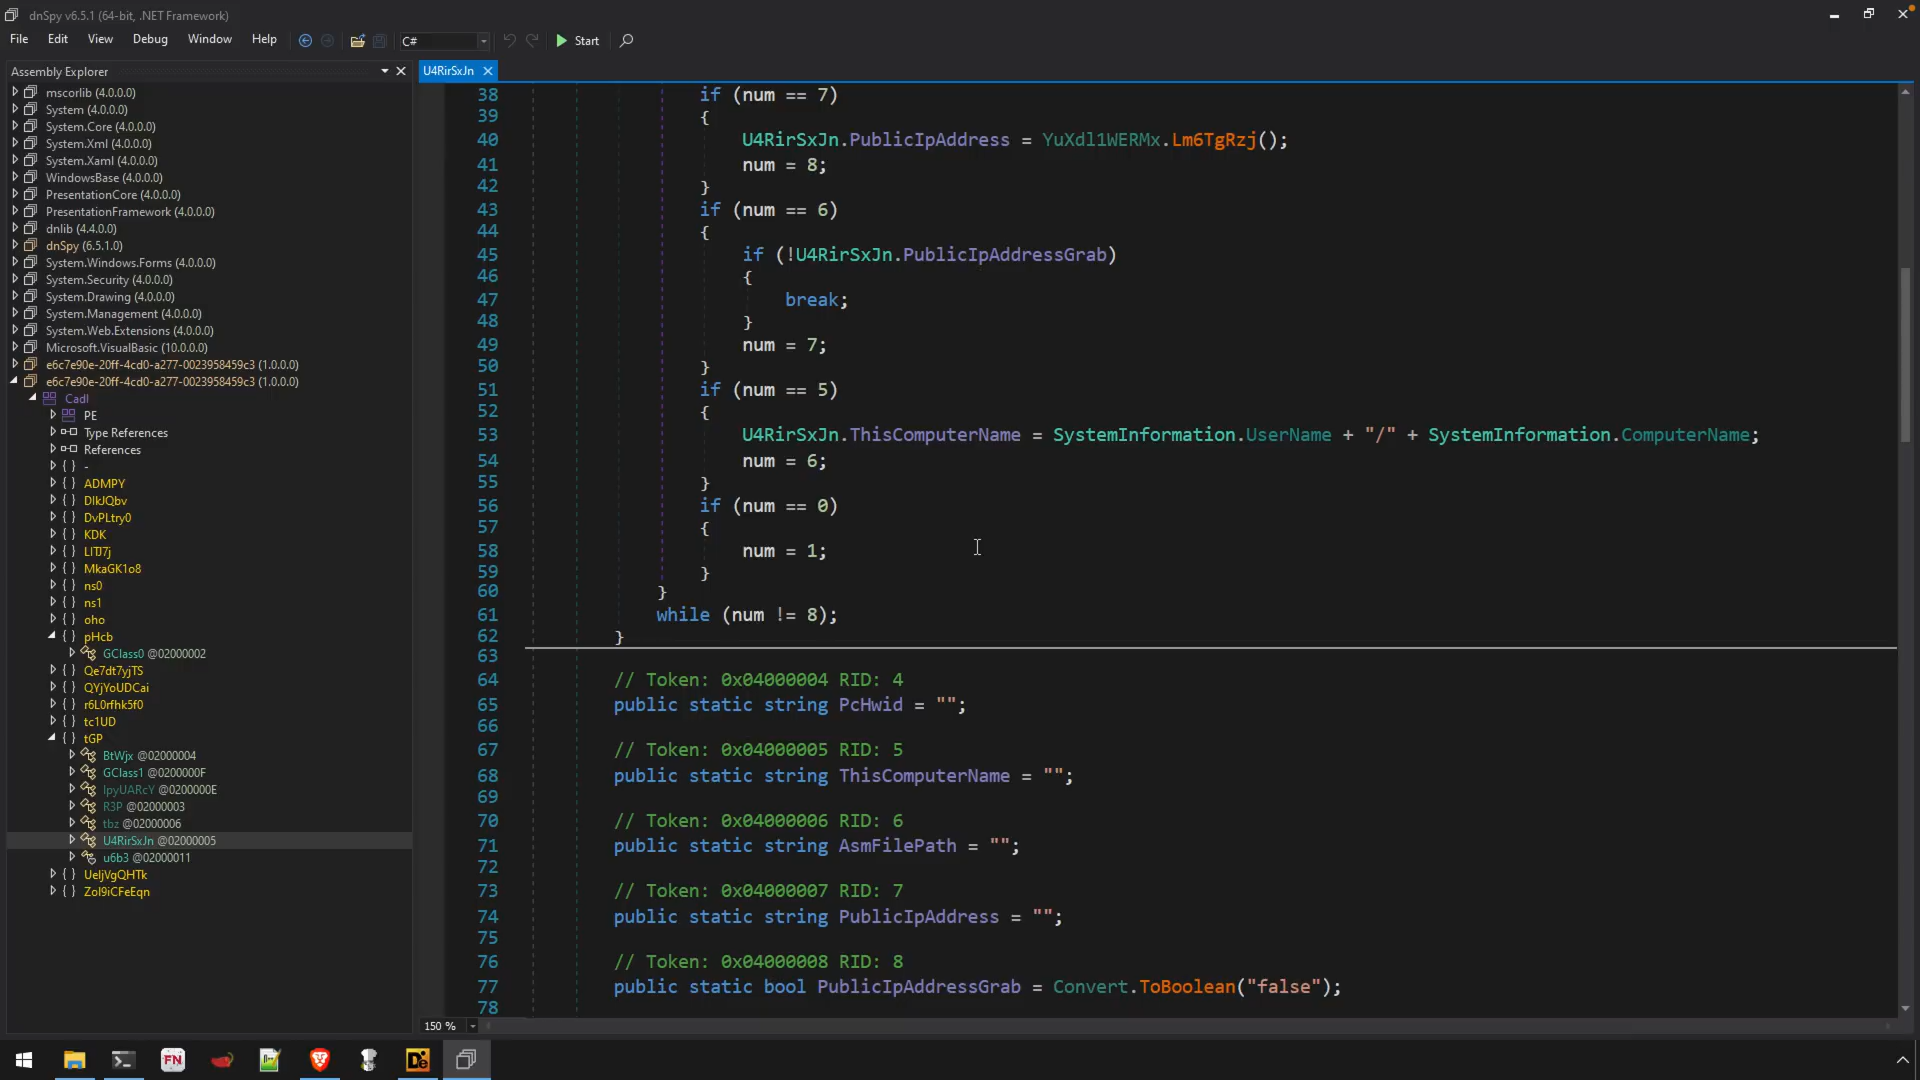 dnSpy v6.5.1 (64-bit, .NET Framework)
File Edit View Debug Window Help C# Start
Assembly Explorer
mscorlib (4.0.0.0)
System (4.0.0.0)
System.Core (4.0.0.0)
System.Xml (4.0.0.0)
System.Xaml (4.0.0.0)
WindowsBase (4.0.0.0)
PresentationCore (4.0.0.0)
PresentationFramework (4.0.0.0)
dnlib (4.4.0.0)
dnSpy (6.5.1.0)
System.Windows.Forms (4.0.0.0)
System.Security (4.0.0.0)
System.Drawing (4.0.0.0)
System.Management (4.0.0.0)
System.Web.Extensions (4.0.0.0)
Microsoft.VisualBasic (10.0.0.0)
e6c7e90e-20ff-4cd0-a277-0023958459c3 (1.0.0.0)
e6c7e90e-20ff-4cd0-a277-0023958459c3 (1.0.0.0)
PE
Type References
References
{ } -
{ } ADMPY
{ } DvPLtry0
{ } KDK
{ } MkaGK1o8
{ } ns0
{ } ns1
{ } oho
{ } pHcb
GClass0 @02000002
{ } Qe7dt7yjTS
{ } QYjYoUDCai
{ } r6L0rfhk5f0
{ } tc1UD
{ } tGP
BtWjx @02000004
GClass1 @0200000F
@0200000E
R3P @02000003
tbz @02000006
U4RirSxJn @02000005
u6b3 @02000011
{ }
{ }
U4RirSxJn
38 if (num == 7)
39 {
40 U4RirSxJn.PublicIpAddress = YuXdl1WERMx.Lm6TgRzj();
41 num = 8;
42 }
43 if (num == 6)
44 {
45 if (!U4RirSxJn.PublicIpAddressGrab)
46 {
47 break;
48 }
49 num = 7;
50 }
51 if (num == 5)
52 {
53 U4RirSxJn.ThisComputerName = SystemInformation.UserName + "/" + SystemInformation.ComputerName;
54 num = 6;
55 }
56 if (num == 0)
57 {
58 num = 1;
59 }
60 }
61 while (num != 8);
62 }
63
64 // Token: 0x04000004 RID: 4
65 public static string PcHwid = "";
66
67 // Token: 0x04000005 RID: 5
68 public static string ThisComputerName = "";
69
70 // Token: 0x04000006 RID: 6
71 public static string AsmFilePath = "";
72
73 // Token: 0x04000007 RID: 7
74 public static string PublicIpAddress = "";
75
76 // Token: 0x04000008 RID: 8
77 public static bool PublicIpAddressGrab = Convert.ToBoolean("false");
78
150 %
FN